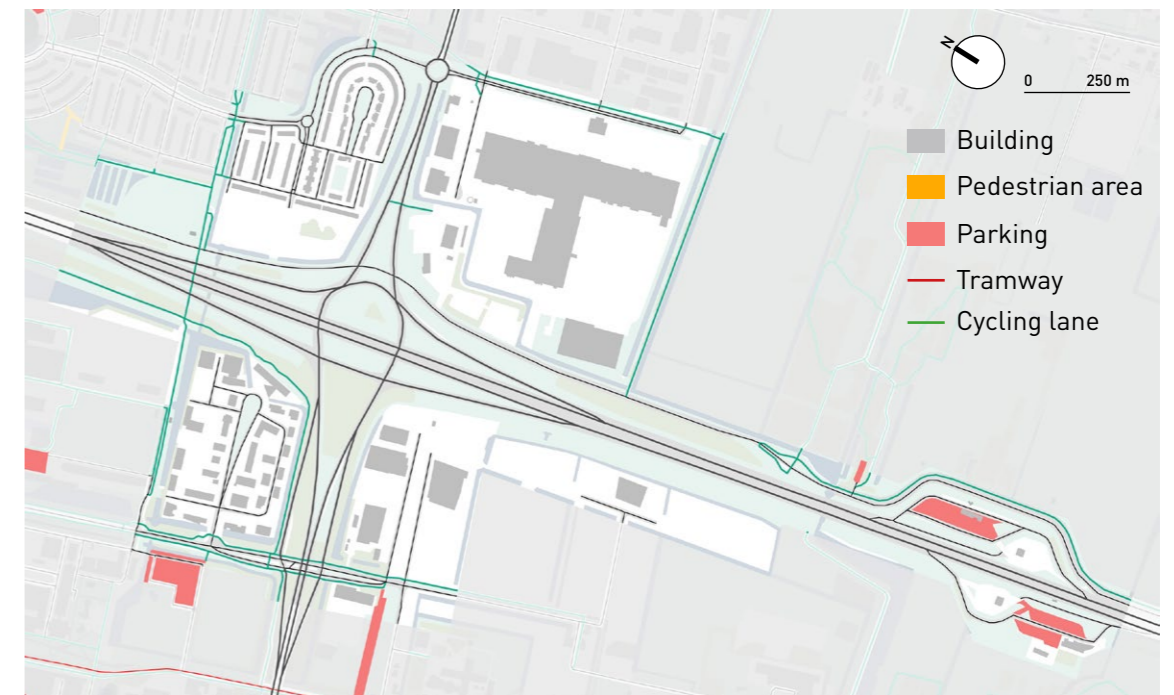 N
0 250 m
Building
Pedestrian area
Parking
Tramway
Cycling lane